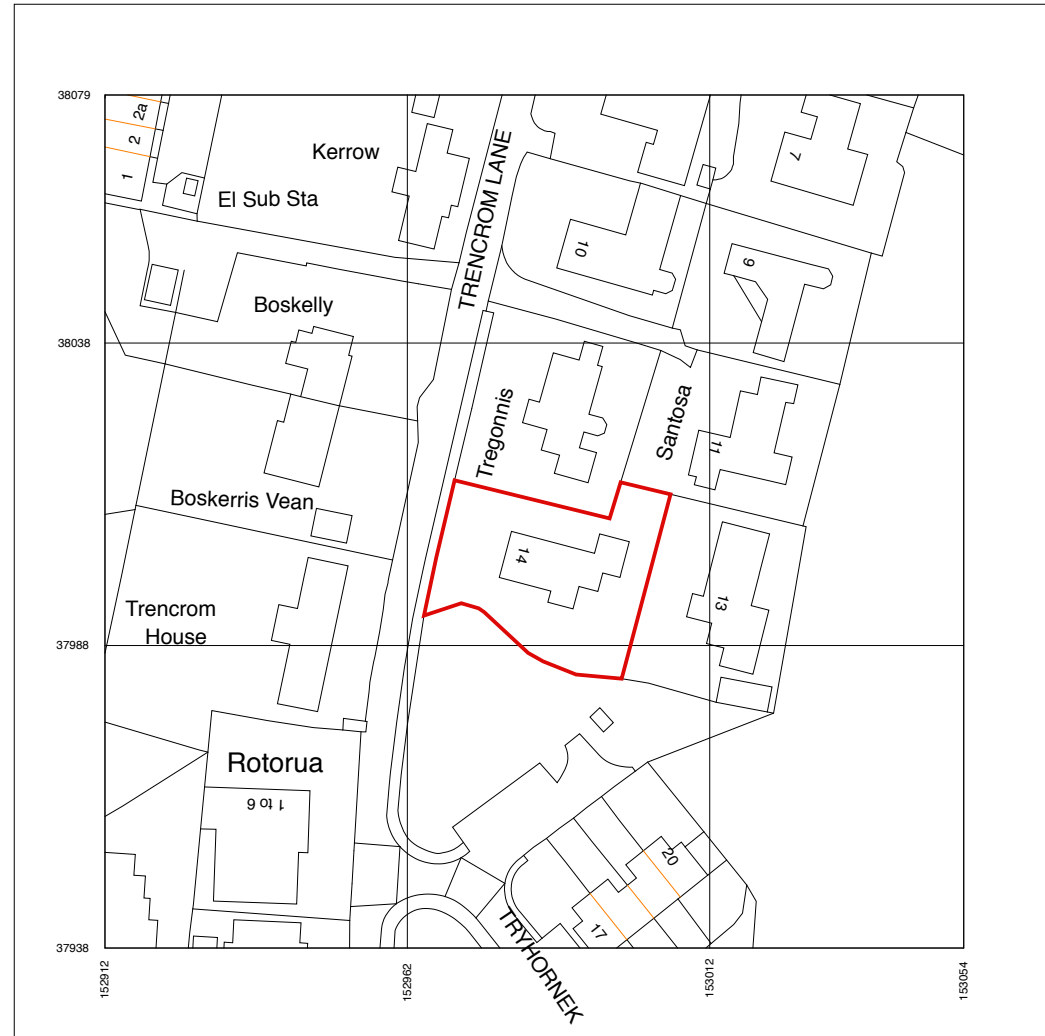 38079
2a
2
1
Kerrow
El Sub Sta
TRENCROM LANE
7
10
9
Boskelly
38038
Tregonnis
Santosa
11
Boskerris Vean
14
13
Trencrom
House
37988
Rotorua
1 to 6
20
17
TRYHORNEK
37938
152912
152962
153012
153054